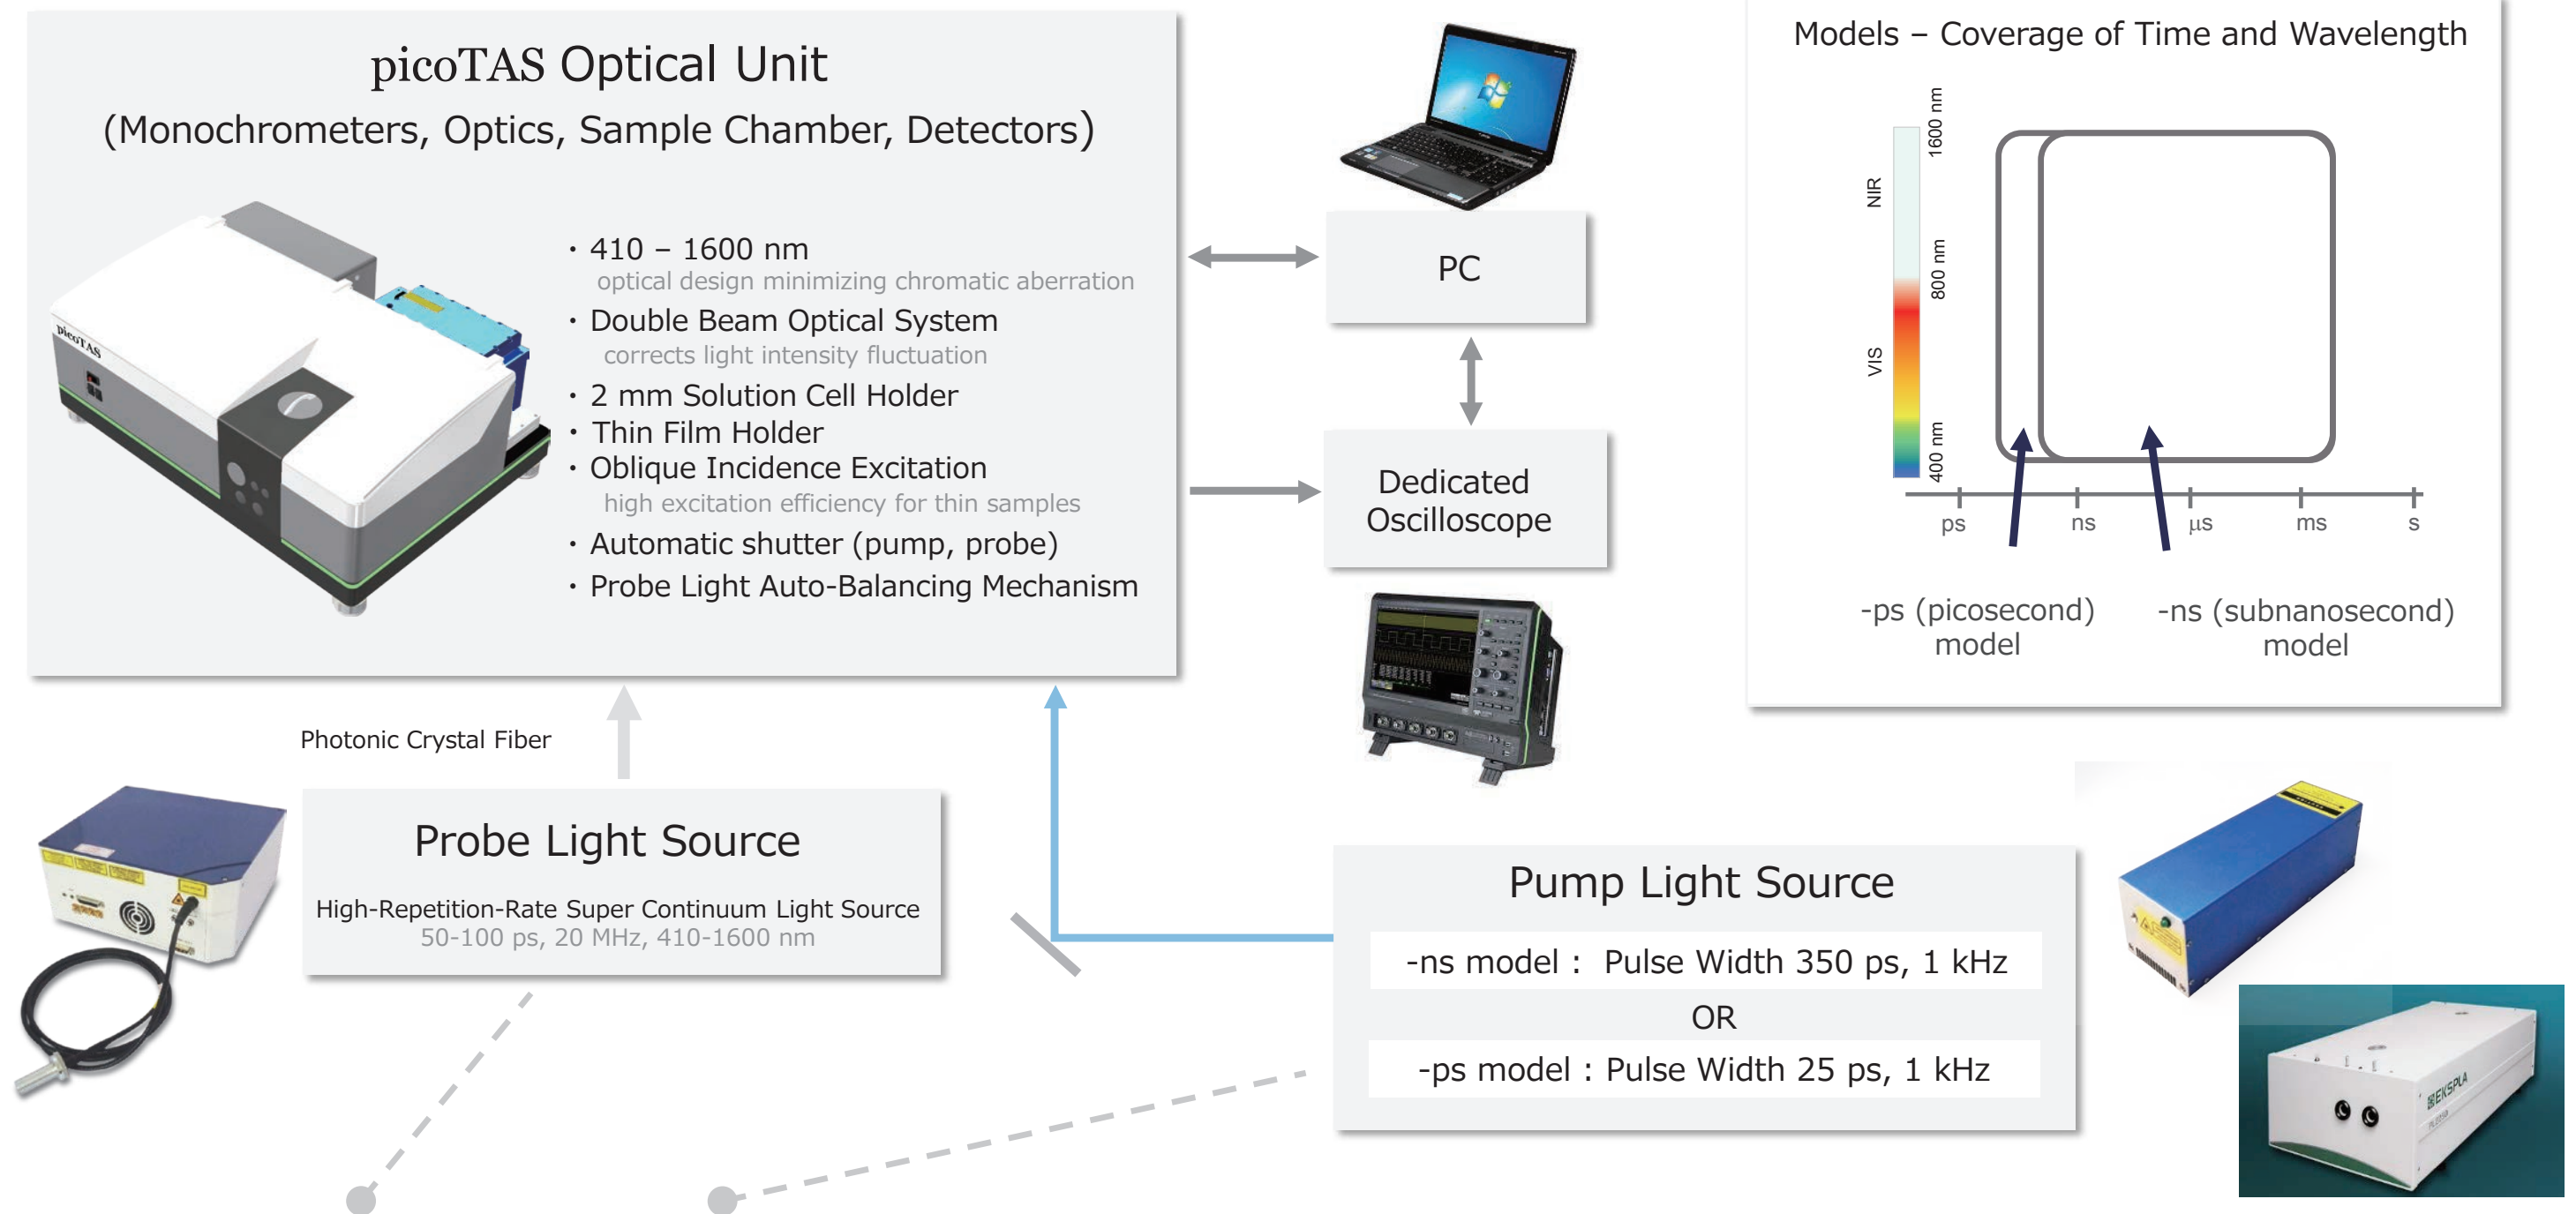 picoTAS Optical Unit
(Monochrometers, Optics, Sample Chamber, Detectors)
picoTAS
・410 – 1600 nm
optical design minimizing chromatic aberration
・Double Beam Optical System
corrects light intensity fluctuation
・2 mm Solution Cell Holder
・Thin Film Holder
・Oblique Incidence Excitation
high excitation efficiency for thin samples
・Automatic shutter (pump, probe)
・Probe Light Auto-Balancing Mechanism
PC
Dedicated
Oscilloscope
Models – Coverage of Time and Wavelength
1600 nm
NIR
800 nm
VIS
400 nm
ps
ns
μs
ms
s
-ps (picosecond)
model
-ns (subnanosecond)
model
Photonic Crystal Fiber
Probe Light Source
High-Repetition-Rate Super Continuum Light Source
50-100 ps, 20 MHz, 410-1600 nm
Pump Light Source
-ns model : Pulse Width 350 ps, 1 kHz
OR
-ps model : Pulse Width 25 ps, 1 kHz
EKSPLA